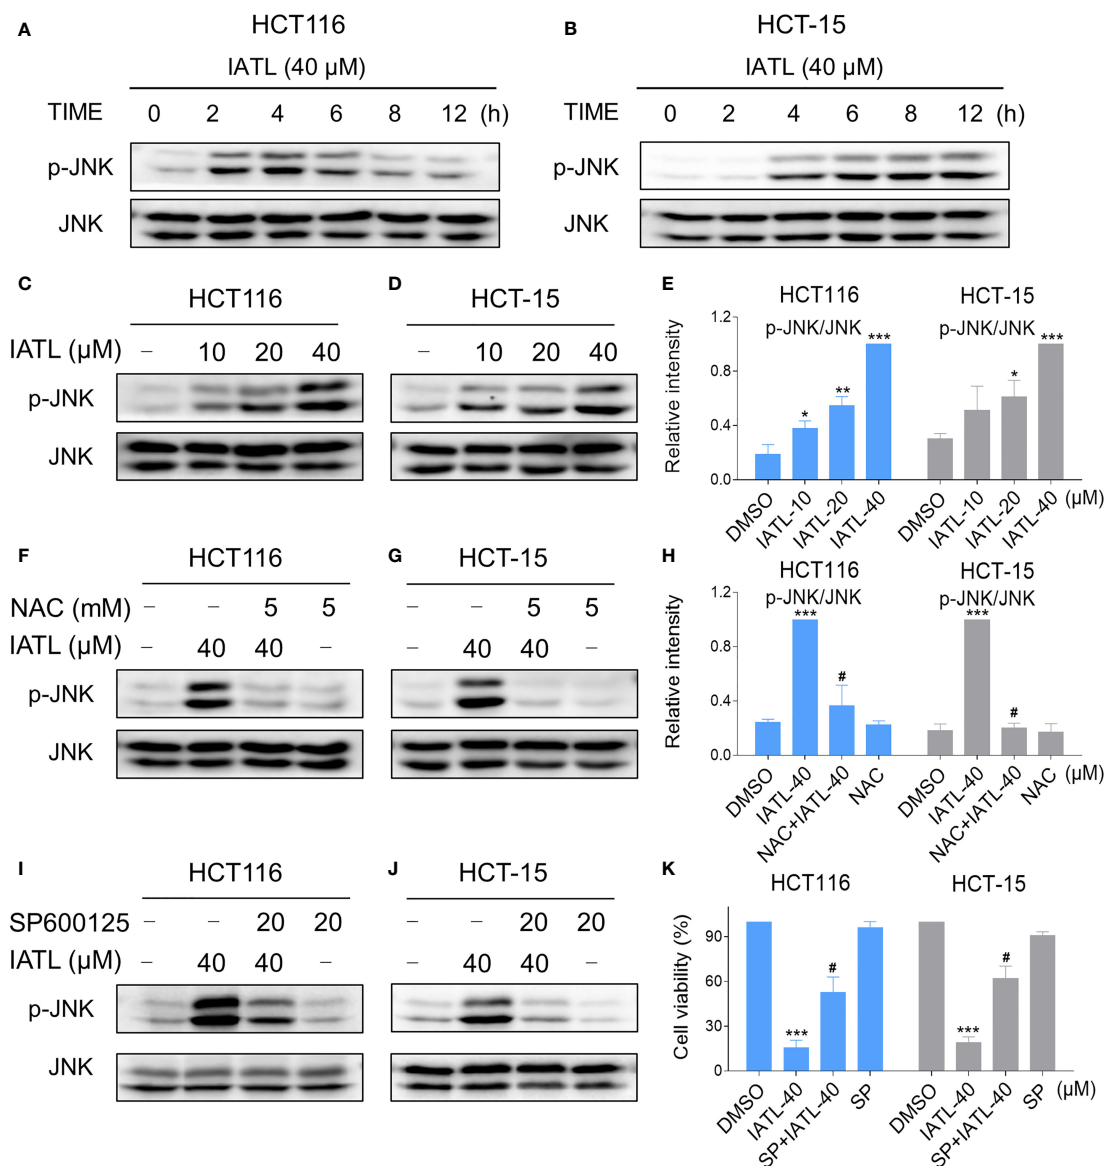 A HCT116
IATL (40 μM)
TIME 0 2 4 6 8 12 (h)
p-JNK
JNK
B HCT-15
IATL (40 μM)
TIME 0 2 4 6 8 12 (h)
p-JNK
JNK
C HCT116
IATL (μM) – 10 20 40
p-JNK
JNK
D HCT-15
– 10 20 40
E HCT116 HCT-15
p-JNK/JNK p-JNK/JNK
Relative intensity
1.2
0.8
0.4
0.0
* ** *** * ***
DMSO IATL-10 IATL-20 IATL-40 DMSO IATL-10 IATL-20 IATL-40 (μM)
F HCT116
NAC (mM) – – 5 5
IATL (μM) – 40 40 –
p-JNK
JNK
G HCT-15
– – 5 5
– 40 40 –
H HCT116 HCT-15
p-JNK/JNK p-JNK/JNK
Relative intensity
1.2
0.8
0.4
0.0
*** # *** #
DMSO IATL-40 NAC+IATL-40 NAC DMSO IATL-40 NAC+IATL-40 NAC (μM)
I HCT116
SP600125 – – 20 20
IATL (μM) – 40 40 –
p-JNK
JNK
J HCT-15
– – 20 20
– 40 40 –
K HCT116 HCT-15
Cell viability (%)
90
60
30
0
*** # *** #
DMSO IATL-40 SP+IATL-40 SP DMSO IATL-40 SP+IATL-40 SP (μM)